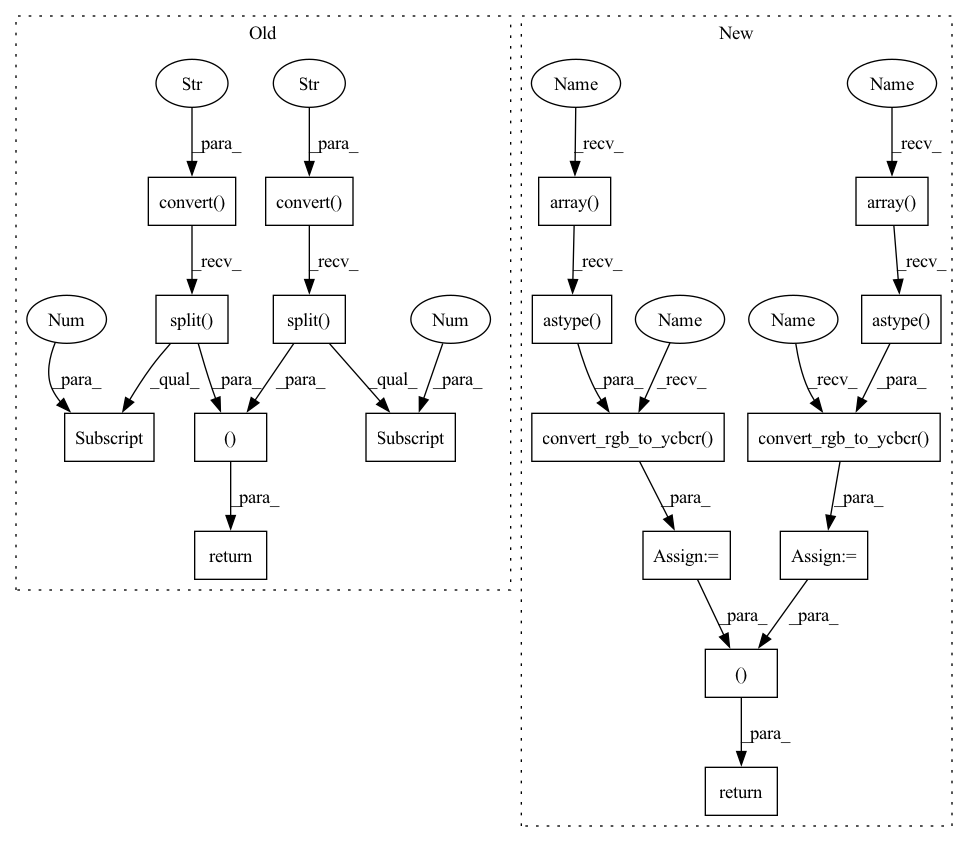 Old
New
Str
Str
Name
Name
_para_
_para_
_recv_
_recv_
convert()
convert()
array()
array()
_recv_
_recv_
_recv_
_recv_
Num
split()
split()
Num
astype()
Name
Name
astype()
_para_
_qual_
_para_
_para_
_qual_
_para_
_para_
_recv_
_recv_
_para_
Subscript
()
Subscript
convert_rgb_to_ycbcr()
convert_rgb_to_ycbcr()
_para_
_para_
_para_
return
Assign:=
Assign:=
_para_
_para_
()
_para_
return